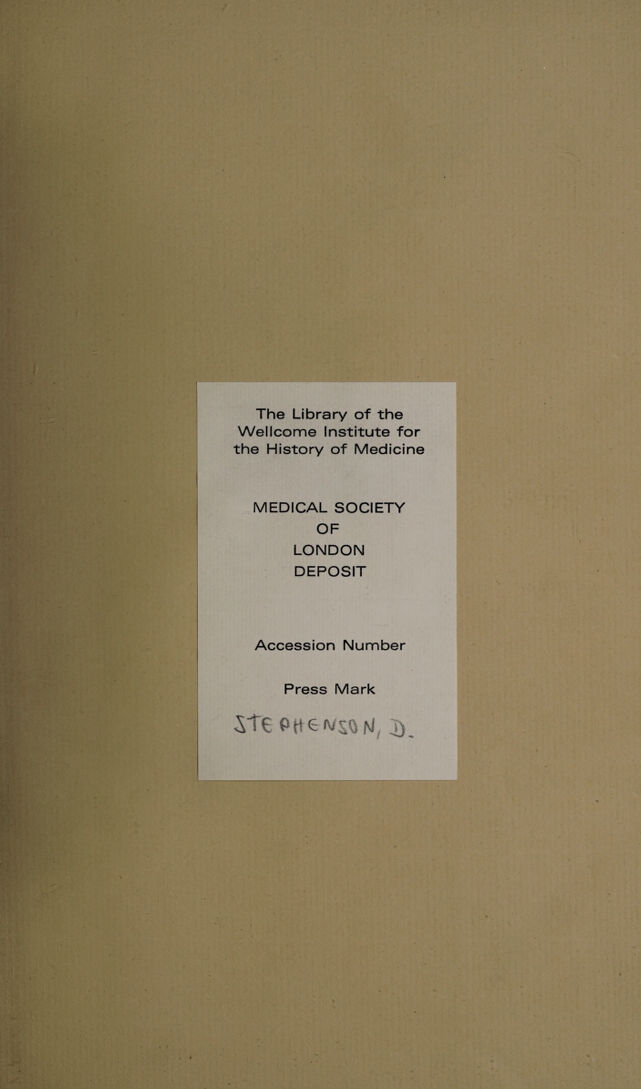 The Library of the
Wellcome Institute for
the History of Medicine
MEDICAL SOCIETY
OF
LONDON
DEPOSIT
Accession Number
Press Mark
STEPHENSON, D.